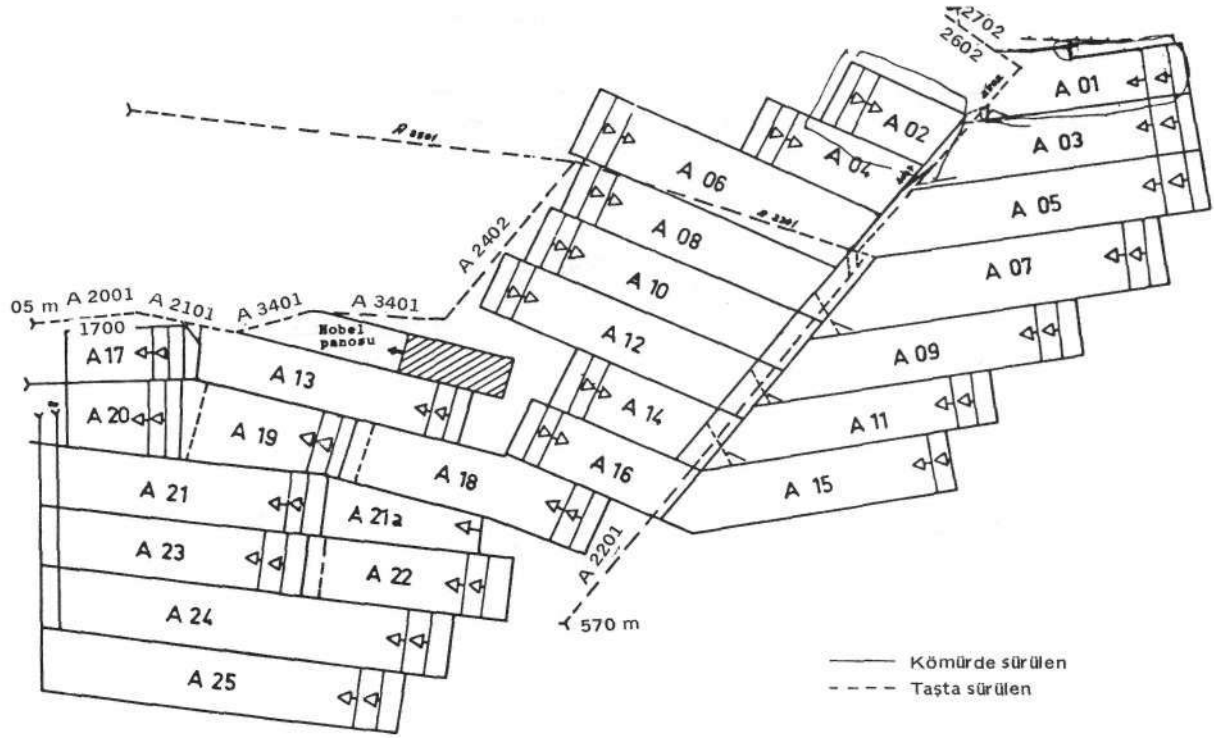 2702
2602
A 01
A 02
A 03
A 04
A 05
A 06
A 07
A 08
A 2402
A 10
A 09
A 12
A 11
A 14
A 15
A 16
05 m
A 2001
A 2101
A 3401
A 3401
1700
Hobel
panosu
A 17
A 13
A 20
A 19
A 18
A 21
A 21a
A 23
A 22
A 24
A 25
A 2201
570 m
Kömürde sürülen
Taşta sürülen